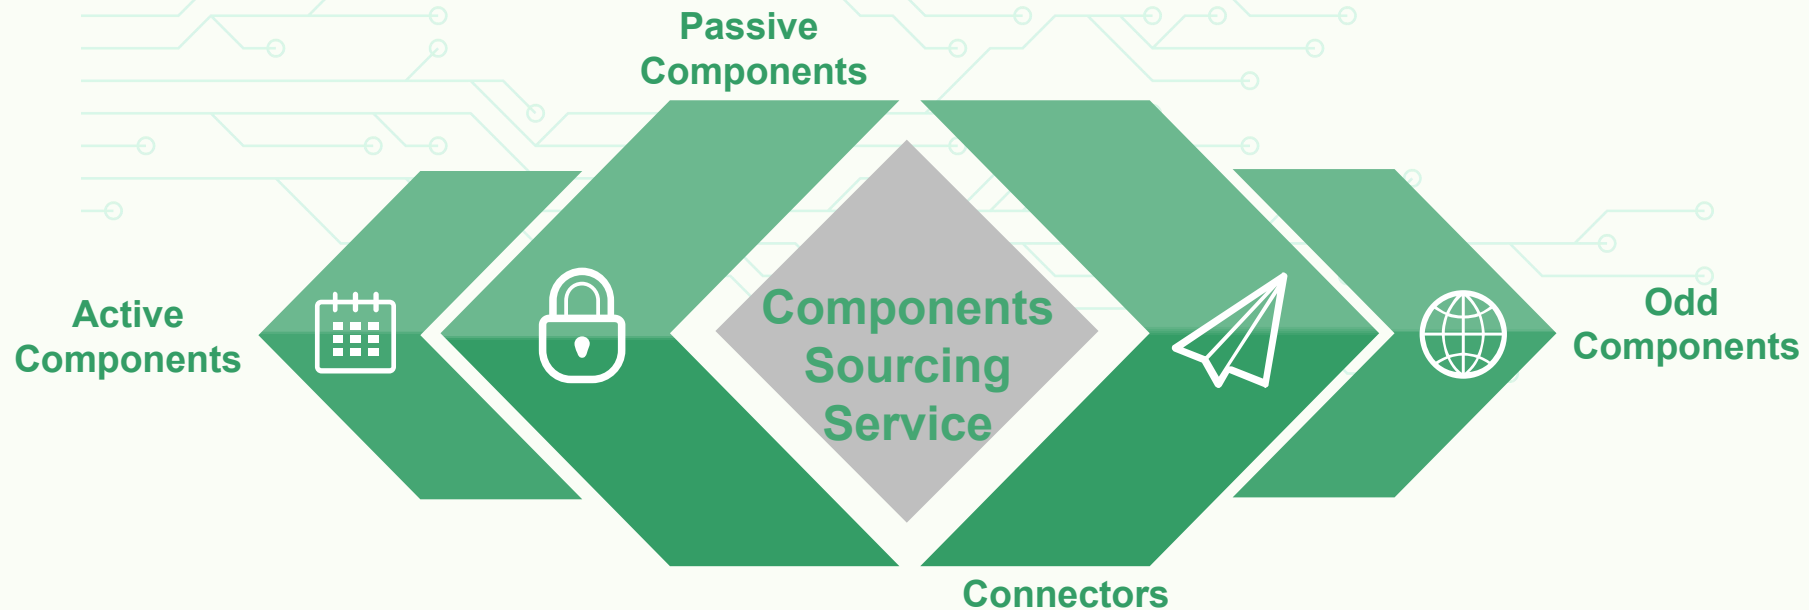 Passive
Components
Active
Components
Components
Sourcing
Service
Odd
Components
Connectors